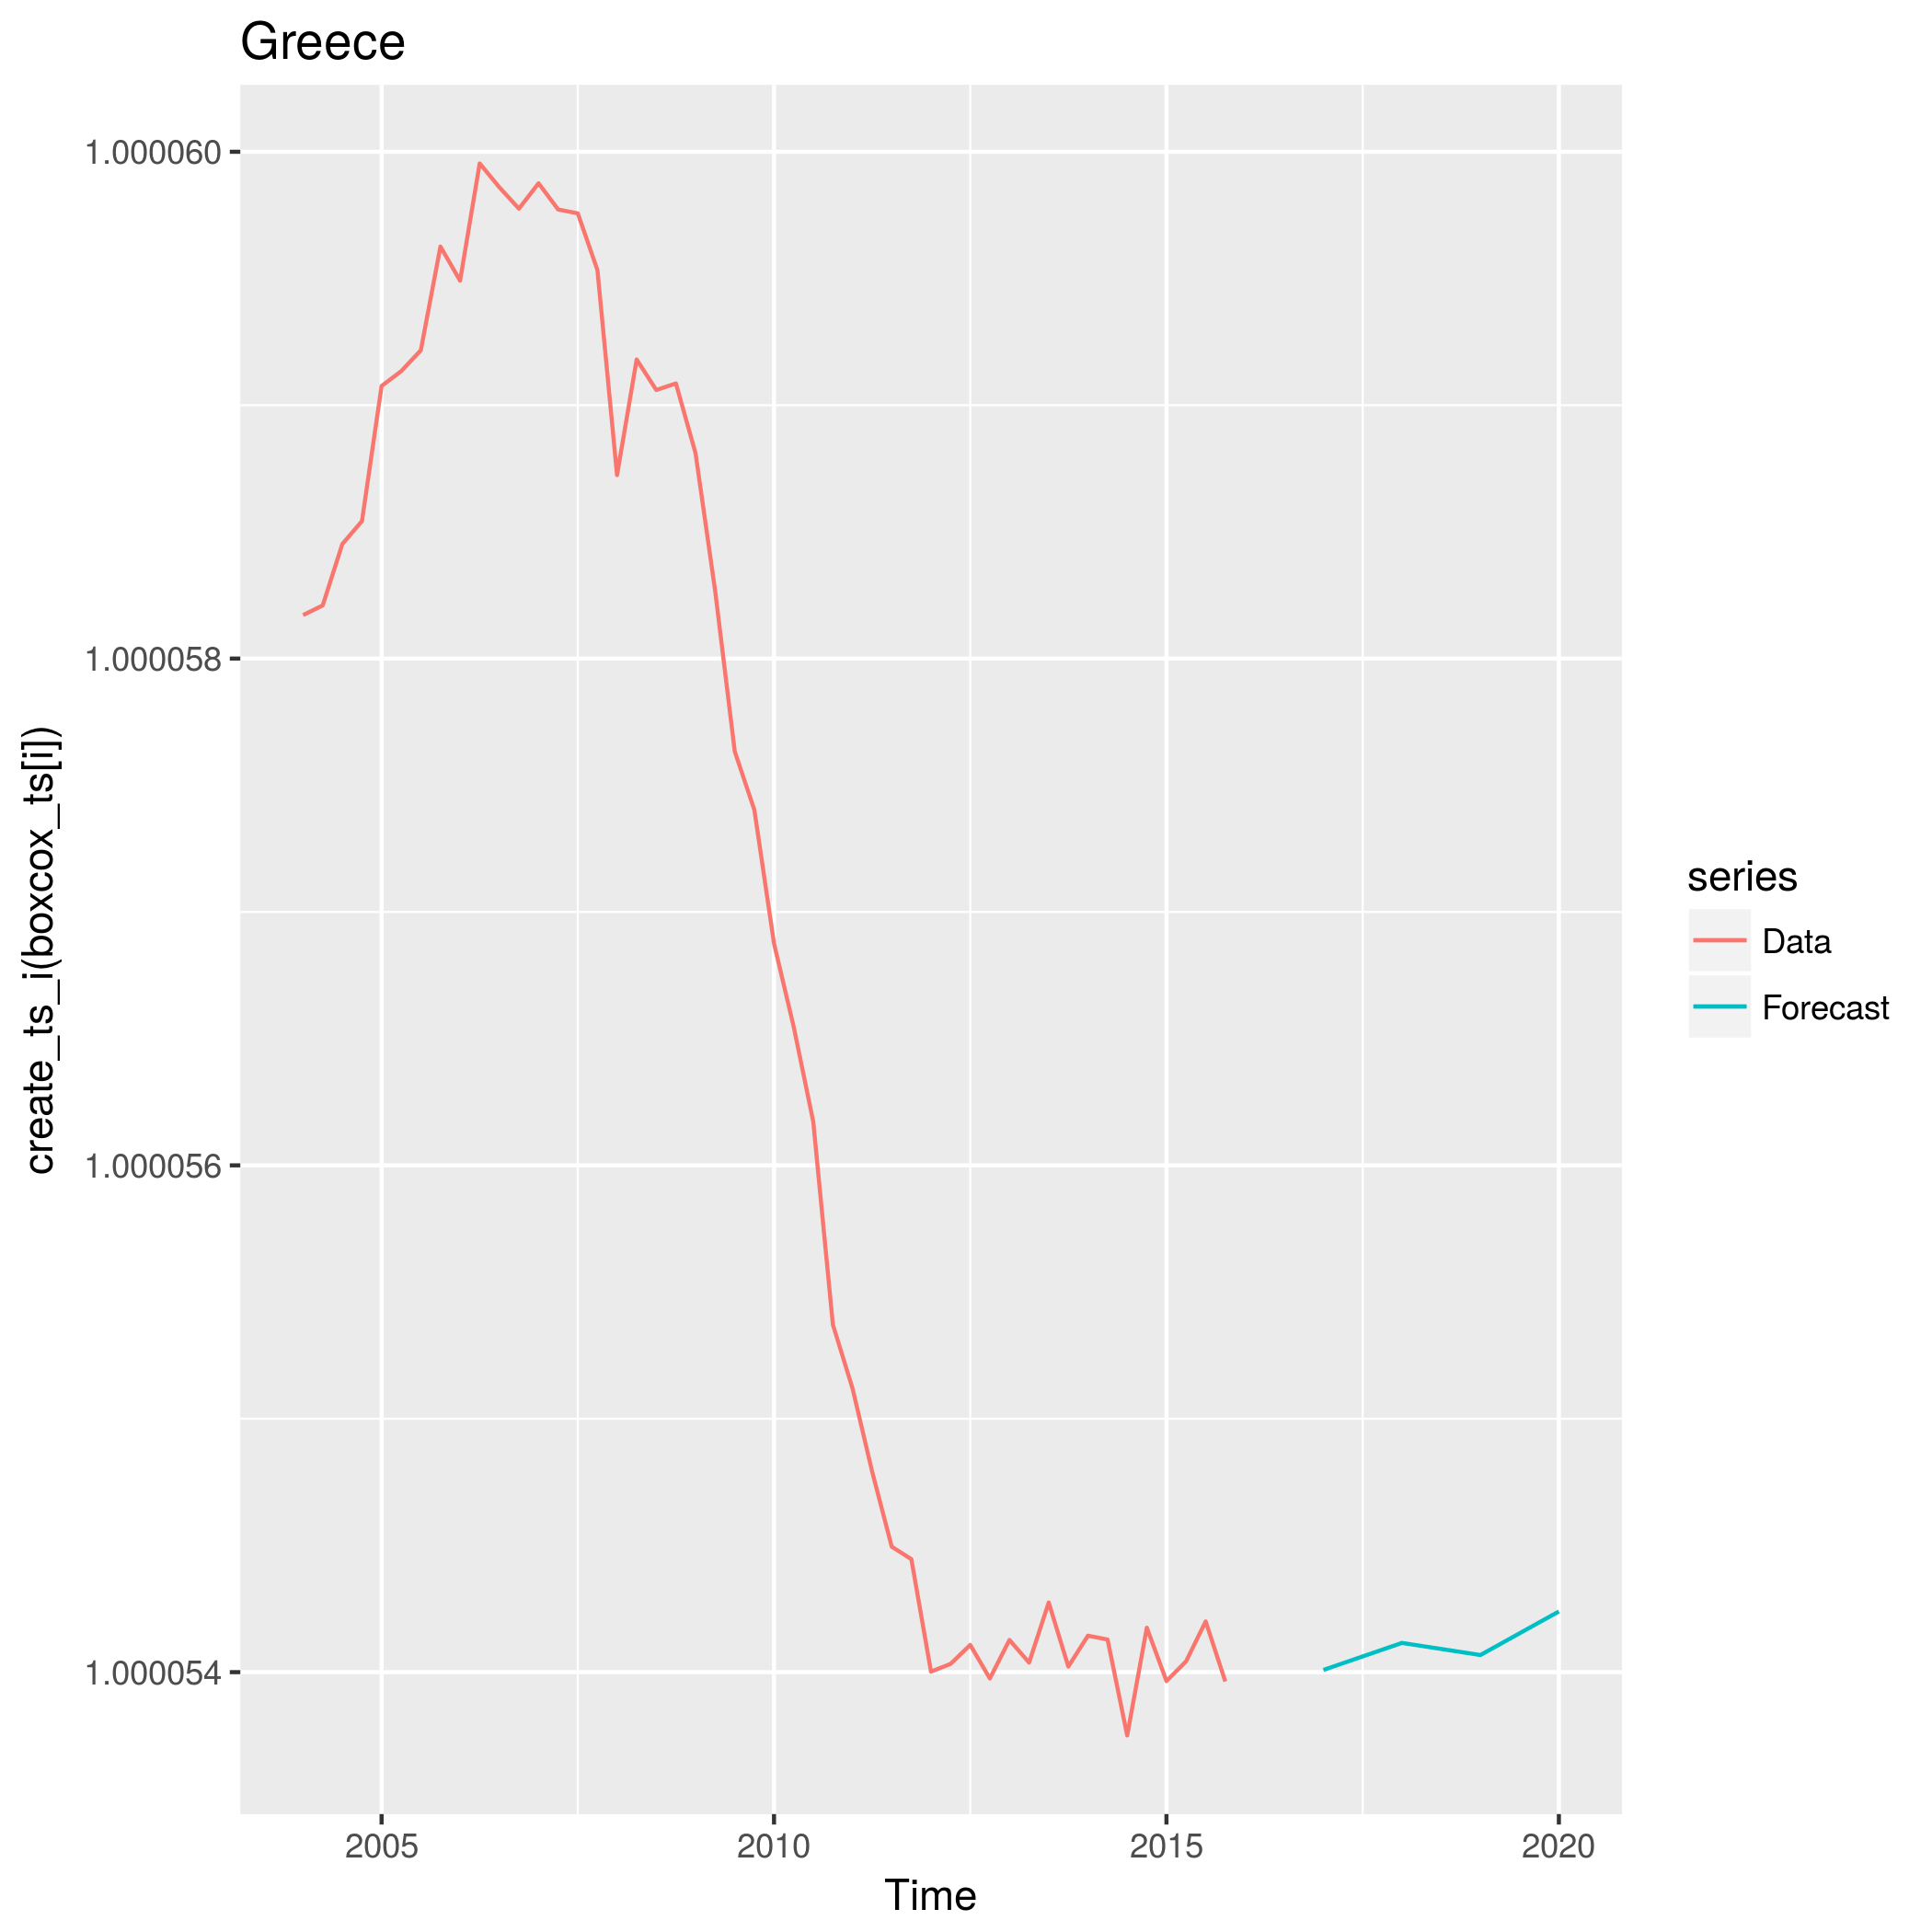 Greece
1.000060
1.000058
1.000056
1.000054
create_ts_i(boxcox_ts[i])
2005
2010
2015
2020
Time
series
Data
Forecast